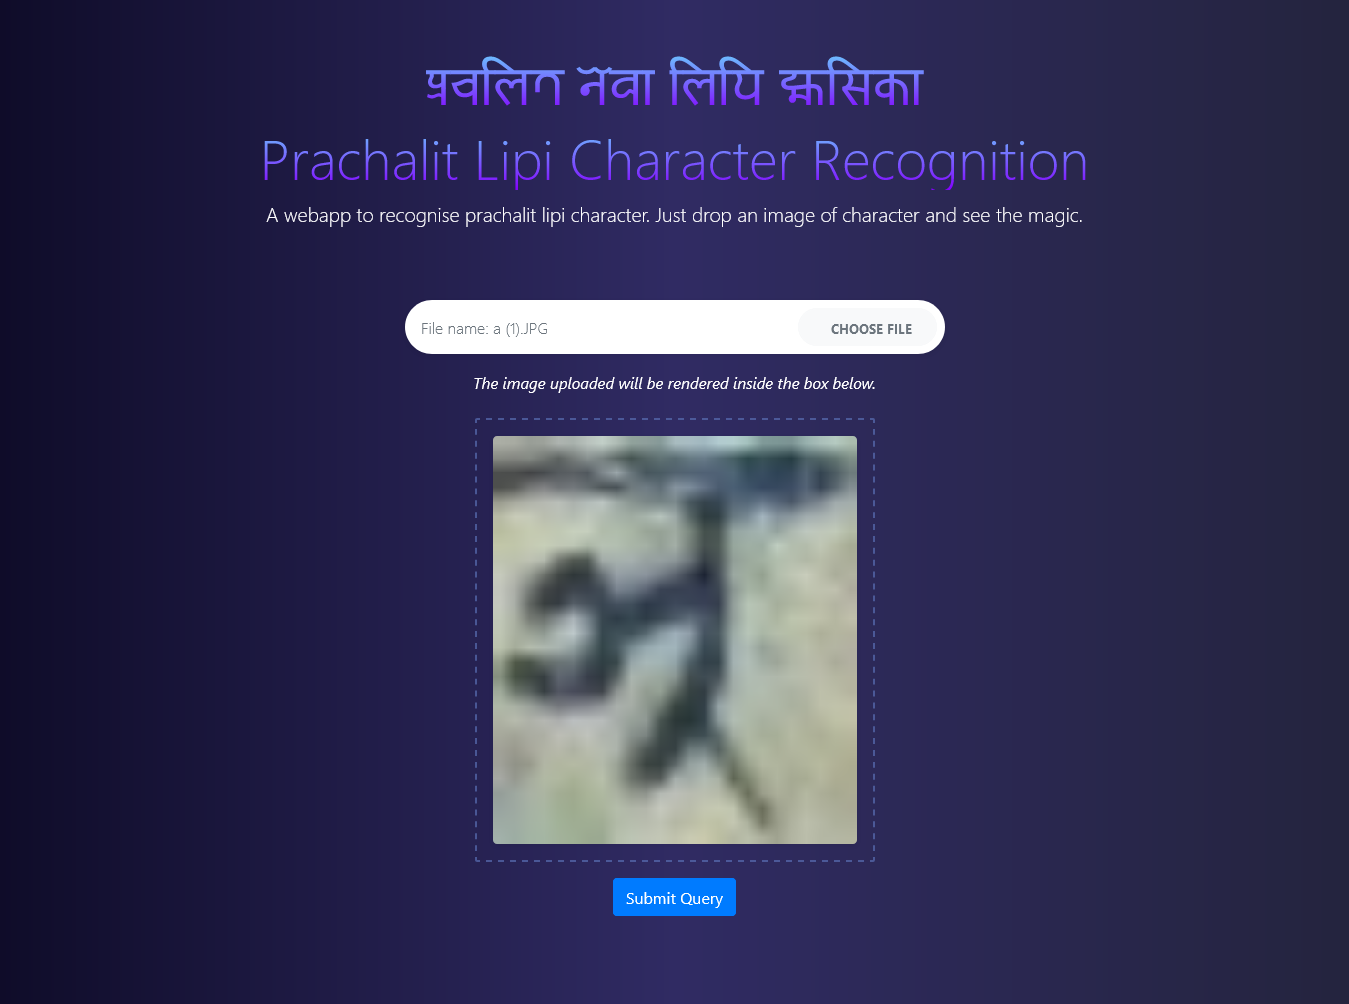 𑐥𑑂𑐬𑐔𑐮𑐶𑐟 𑐣𑐾𑐰𑐵 𑐮𑐶𑐥𑐶
Prachalit Lipi Character Recognition
A webapp to recognise prachalit lipi character. Just drop an image of character and see the magic.
File name: a (1).JPG
CHOOSE FILE
The image uploaded will be rendered inside the box below.
𑐀
Submit Query